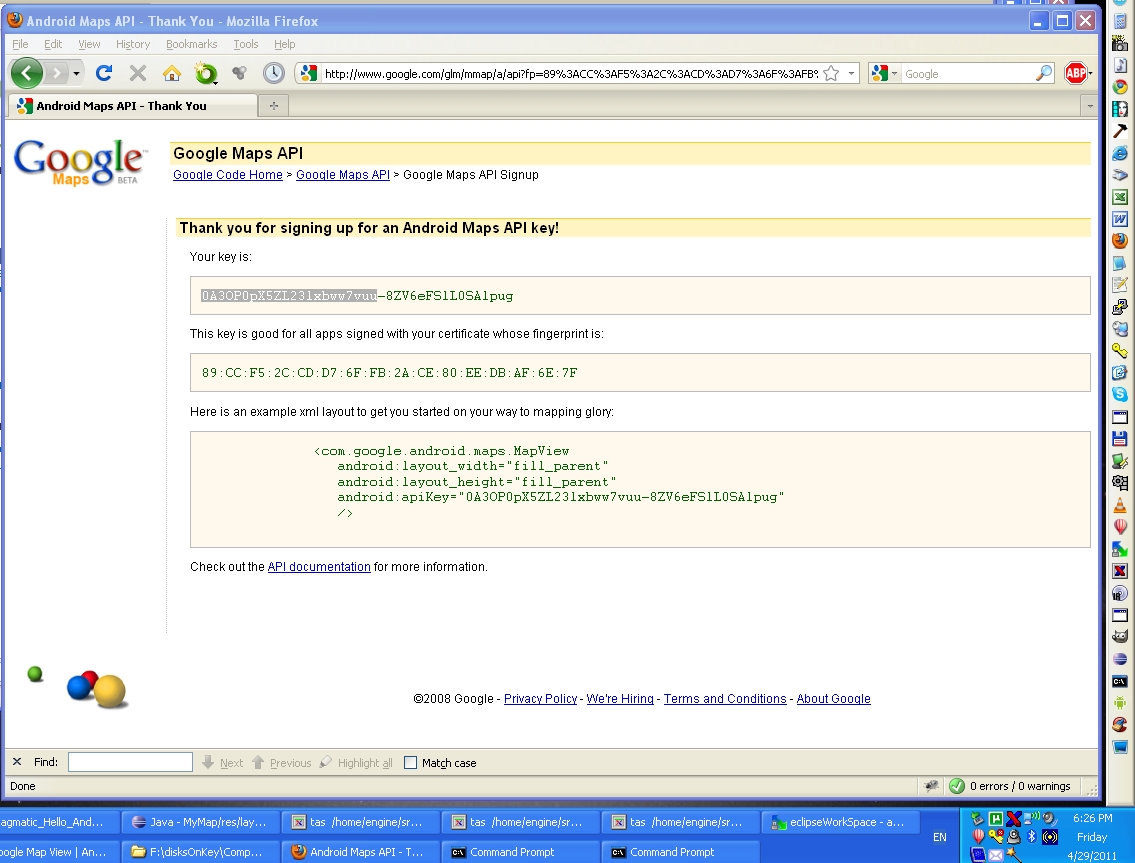 Android Maps API - Thank You - Mozilla Firefox
File Edit View History Bookmarks Tools Help
http://www.google.com/glm/mmap/a/api?fp=89%3ACC%3AF5%3A2C%3ACD%3AD7%3A6F%3AFB%
Google
ABP
Android Maps API - Thank You
Google
Maps BETA
Google Maps API
Google Code Home > Google Maps API > Google Maps API Signup
Thank you for signing up for an Android Maps API key!
Your key is:
0A3OP0pX5ZL23lxbww7vuu-8ZV6eFSlL0SAlpug
This key is good for all apps signed with your certificate whose fingerprint is:
89:CC:F5:2C:CD:D7:6F:FB:2A:CE:80:EE:DB:AF:6E:7F
Here is an example xml layout to get you started on your way to mapping glory:
<com.google.android.maps.MapView
android:layout_width="fill_parent"
android:layout_height="fill_parent"
android:apiKey="0A3OP0pX5ZL23lxbww7vuu-8ZV6eFSlL0SAlpug"
/>
Check out the API documentation for more information.
©2008 Google - Privacy Policy - We're Hiring - Terms and Conditions - About Google
Find: Next Previous Highlight all Match case
Done
0 errors / 0 warnings
agmatic_Hello_And... Java - MyMap/res/lay... tas /home/engine/sr... tas /home/engine/sr... tas /home/engine/sr... eclipseWorkSpace - a...
oogle Map View | An... F:\disksOnKey\Comp... Android Maps API - T... Command Prompt Command Prompt
EN
6:26 PM
Friday
4/29/2011